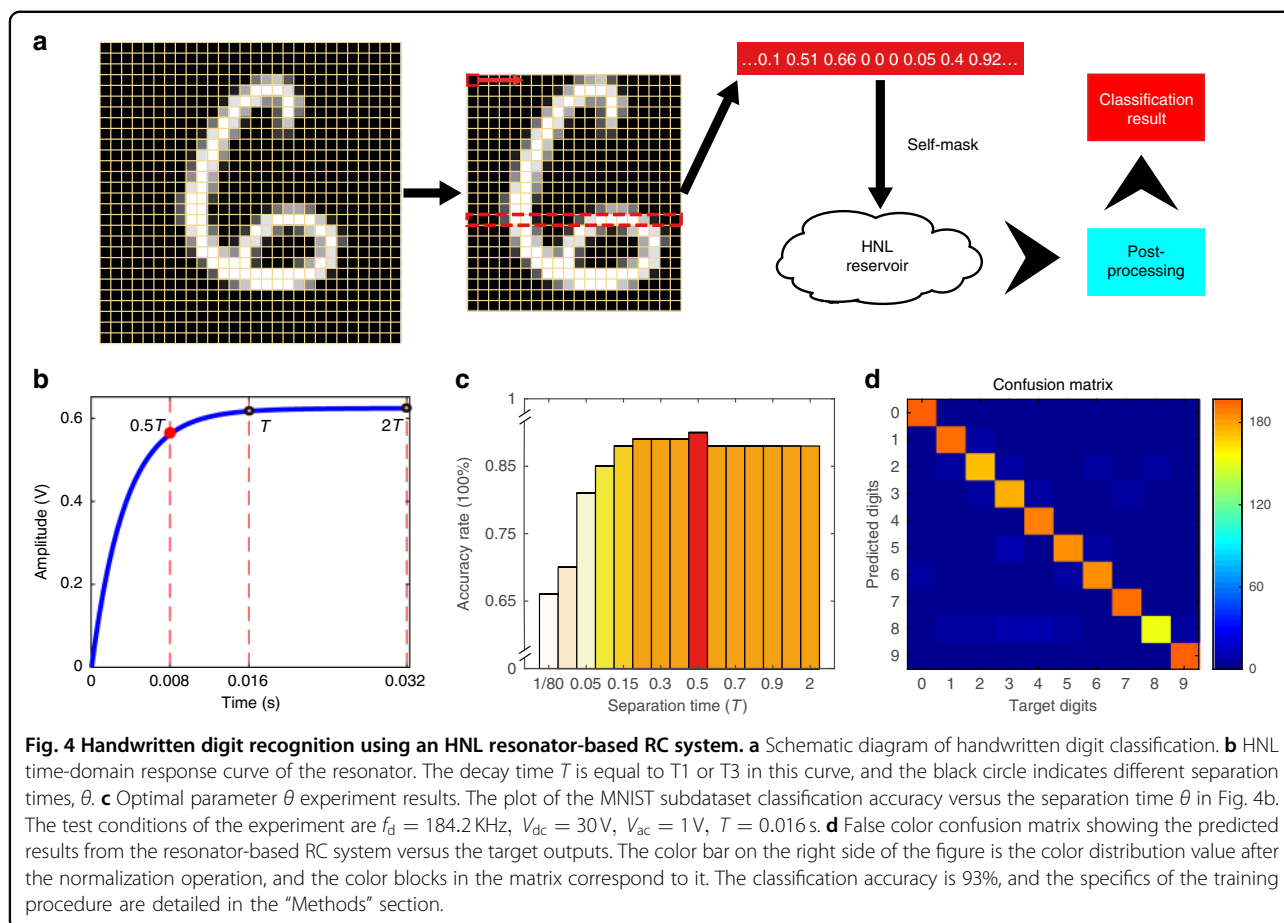 a
…0.1 0.51 0.66 0 0 0 0.05 0.4 0.92…
Self-mask
HNL
reservoir
Classification
result
Post-
processing
b
0.6
0.4
0.2
0
Amplitude (V)
0.5T
T
2T
0
0.008
0.016
0.032
Time (s)
c
1
0.85
0.75
0.65
0
Accuracy rate (100%)
1/80 0.05 0.15 0.3 0.5 0.7 0.9 2
Separation time (T)
d
Confusion matrix
0
1
2
3
4
5
6
7
8
9
Predicted digits
0 1 2 3 4 5 6 7 8 9
Target digits
180
120
60
0
Fig. 4 Handwritten digit recognition using an HNL resonator-based RC system. a Schematic diagram of handwritten digit classification. b HNL
time-domain response curve of the resonator. The decay time T is equal to T1 or T3 in this curve, and the black circle indicates different separation
times, θ. c Optimal parameter θ experiment results. The plot of the MNIST subdataset classification accuracy versus the separation time θ in Fig. 4b.
The test conditions of the experiment are f_d = 184.2 KHz, V_dc = 30 V, V_ac = 1 V, T = 0.016 s. d False color confusion matrix showing the predicted
results from the resonator-based RC system versus the target outputs. The color bar on the right side of the figure is the color distribution value after
the normalization operation, and the color blocks in the matrix correspond to it. The classification accuracy is 93%, and the specifics of the training
procedure are detailed in the “Methods” section.